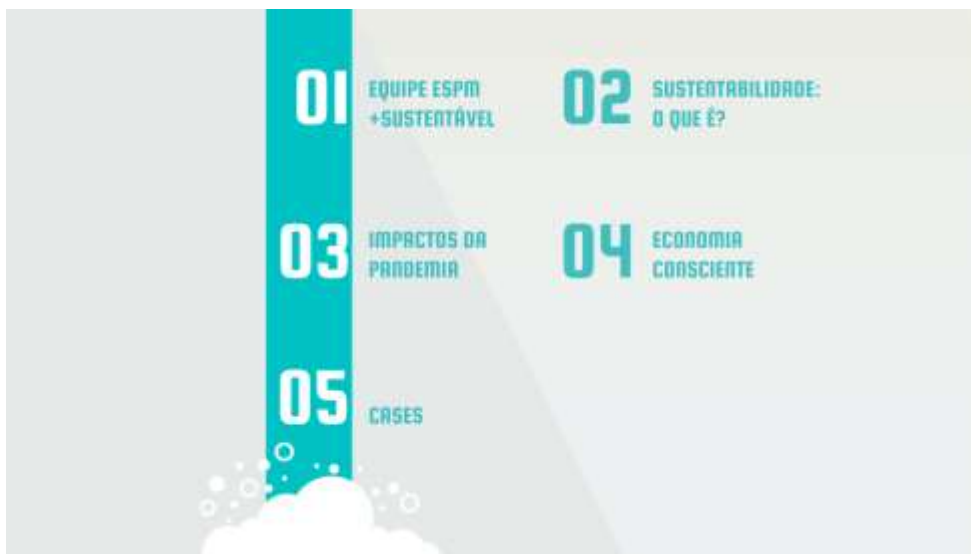 01
EQUIPE ESPM
+SUSTENTÁVEL
02
SUSTENTABILIDADE:
O QUE É?
03
IMPACTOS DA
PANDEMIA
04
ECONOMIA
CONSCIENTE
05
CASES